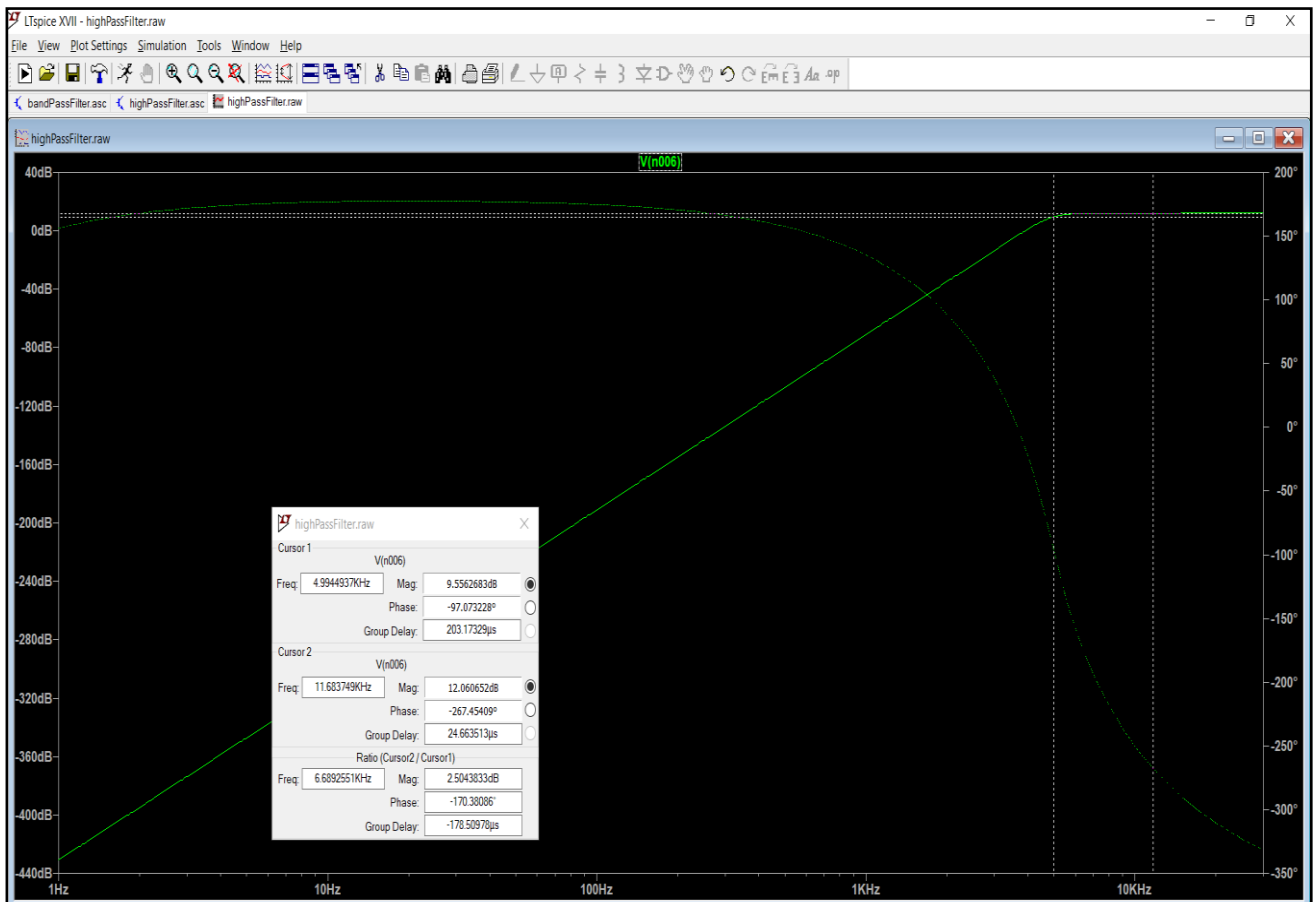 LTspice XVII - highPassFilter.raw
File View Plot Settings Simulation Tools Window Help
bandPassFilter.asc highPassFilter.asc highPassFilter.raw
highPassFilter.raw
V(n006)
40dB
0dB
-40dB
-80dB
-120dB
-160dB
-200dB
-240dB
-280dB
-320dB
-360dB
-400dB
-440dB
200°
150°
100°
50°
0°
-50°
-100°
-150°
-200°
-250°
-300°
-350°
1Hz 10Hz 100Hz 1KHz 10KHz
highPassFilter.raw
Cursor 1
V(n006)
Freq: 4.9944937KHz Mag: 9.5562683dB
Phase: -97.073228°
Group Delay: 203.17329µs
Cursor 2
V(n006)
Freq: 11.683749KHz Mag: 12.060652dB
Phase: -267.45409°
Group Delay: 24.663513µs
Ratio (Cursor2 / Cursor1)
Freq: 6.6892551KHz Mag: 2.5043833dB
Phase: -170.38086°
Group Delay: -178.50978µs